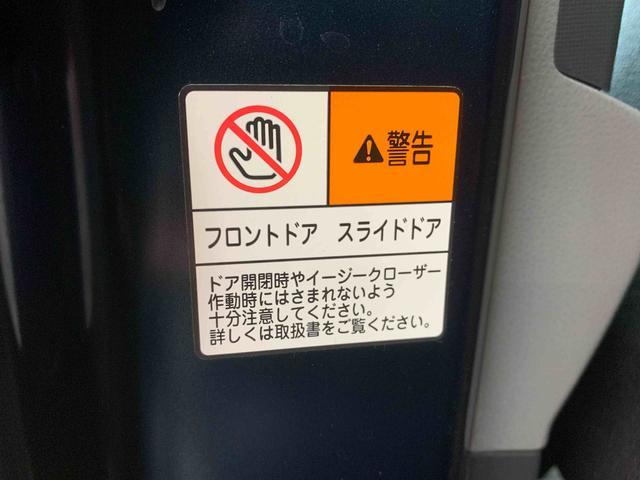 警告
フロントドア スライドドア
ドア開閉時やイージークローザー
作動時にはさまれないよう
十分注意してください。
詳しくは取扱書をご覧ください。